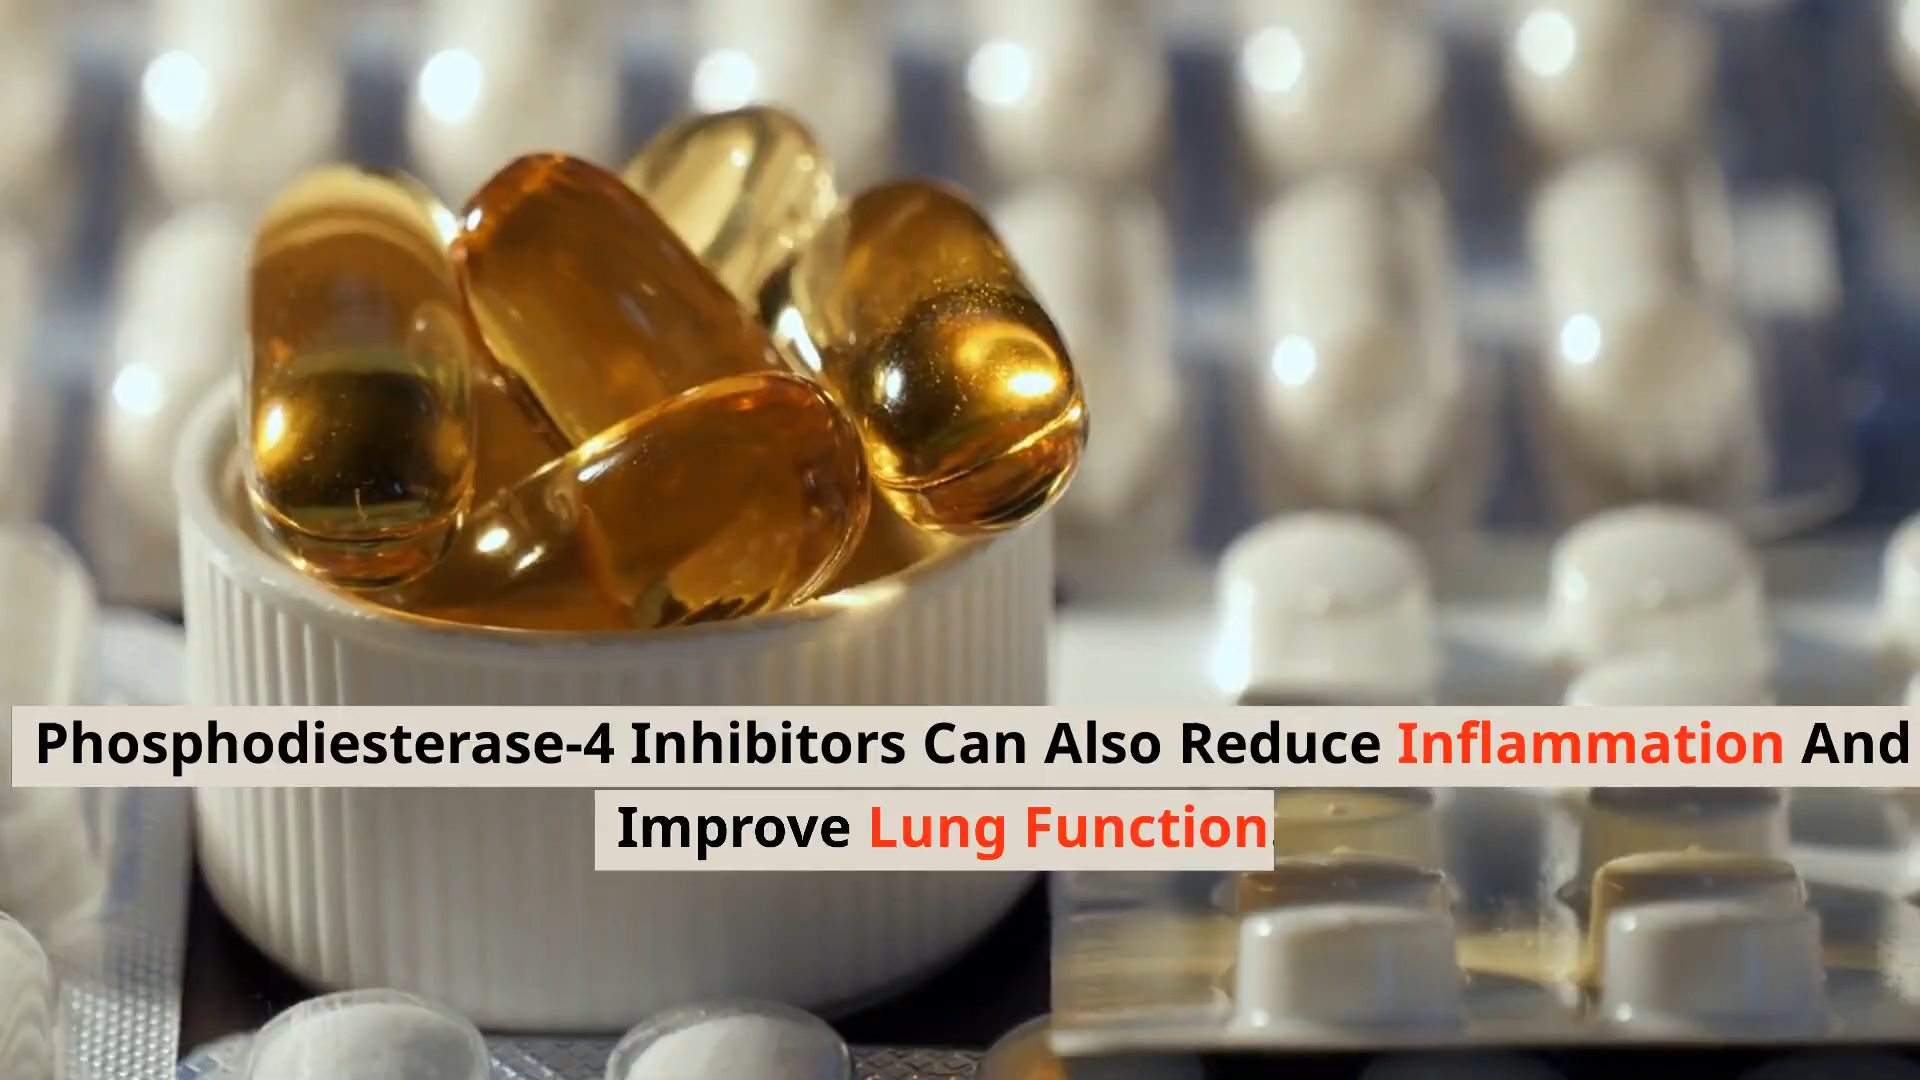 Phosphodiesterase-4 Inhibitors Can Also Reduce Inflammation And
Improve Lung Function.